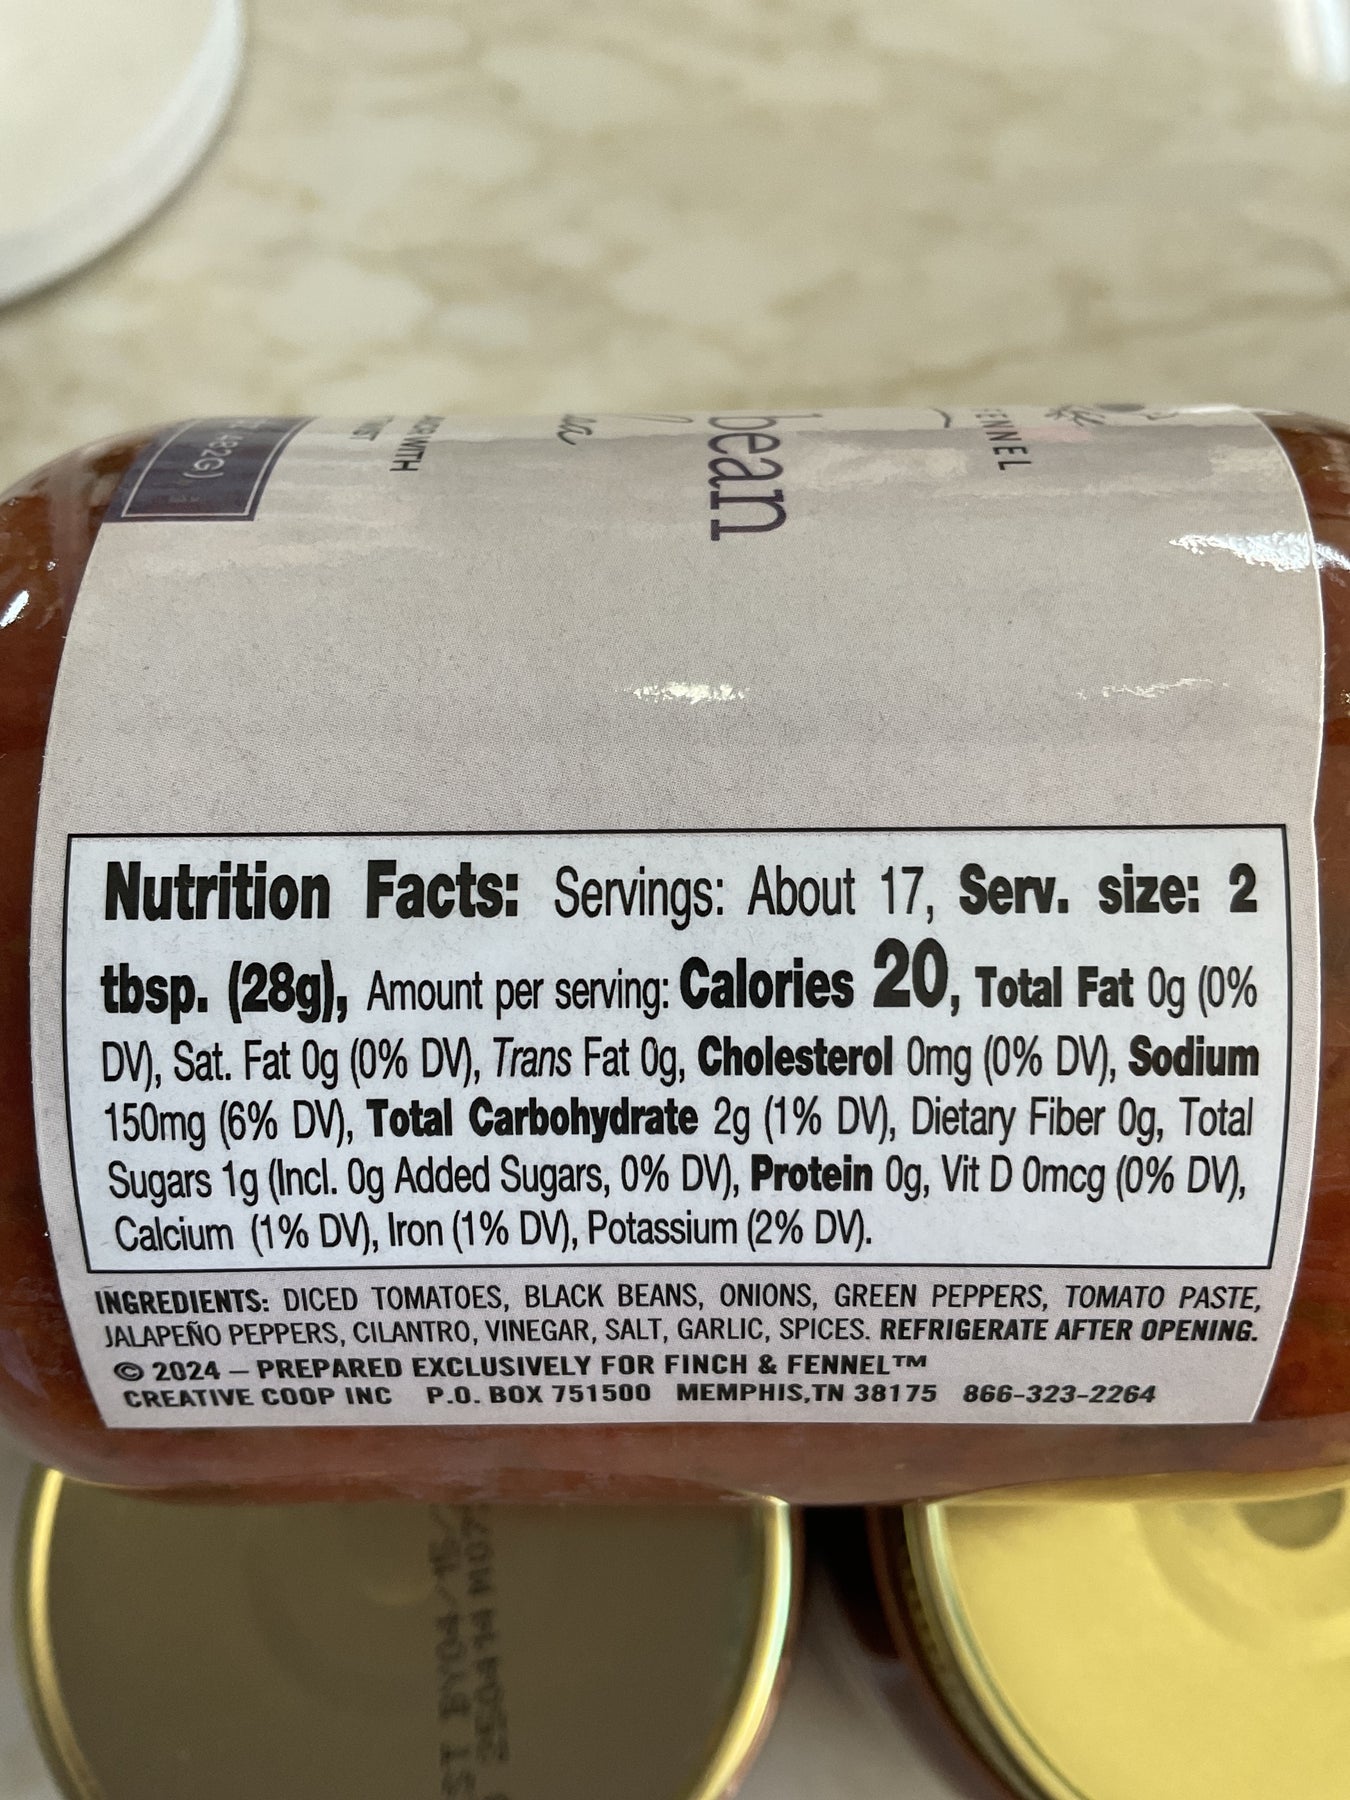 FENNEL
bean
WITH
482G)
Nutrition Facts: Servings: About 17, Serv. size: 2
tbsp. (28g), Amount per serving: Calories 20, Total Fat 0g (0%
DV), Sat. Fat 0g (0% DV), Trans Fat 0g, Cholesterol 0mg (0% DV), Sodium
150mg (6% DV), Total Carbohydrate 2g (1% DV), Dietary Fiber 0g, Total
Sugars 1g (Incl. 0g Added Sugars, 0% DV), Protein 0g, Vit D 0mcg (0% DV),
Calcium (1% DV), Iron (1% DV), Potassium (2% DV).
INGREDIENTS: DICED TOMATOES, BLACK BEANS, ONIONS, GREEN PEPPERS, TOMATO PASTE,
JALAPEÑO PEPPERS, CILANTRO, VINEGAR, SALT, GARLIC, SPICES. REFRIGERATE AFTER OPENING.
© 2024 – PREPARED EXCLUSIVELY FOR FINCH & FENNEL™
CREATIVE COOP INC P.O. BOX 751500 MEMPHIS,TN 38175 866-323-2264